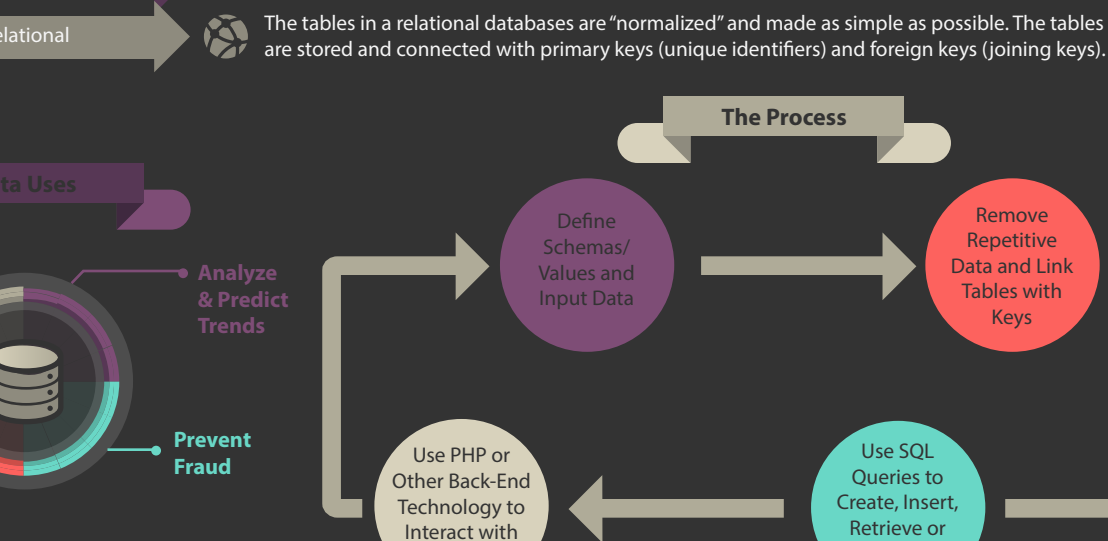 elational
The tables in a relational databases are “normalized” and made as simple as possible. The tables
are stored and connected with primary keys (unique identifiers) and foreign keys (joining keys).
The Process
ta Uses
Analyze
& Predict
Trends
Prevent
Fraud
Define
Schemas/
Values and
Input Data
Remove
Repetitive
Data and Link
Tables with
Keys
Use PHP or
Other Back-End
Technology to
Interact with
Use SQL
Queries to
Create, Insert,
Retrieve or